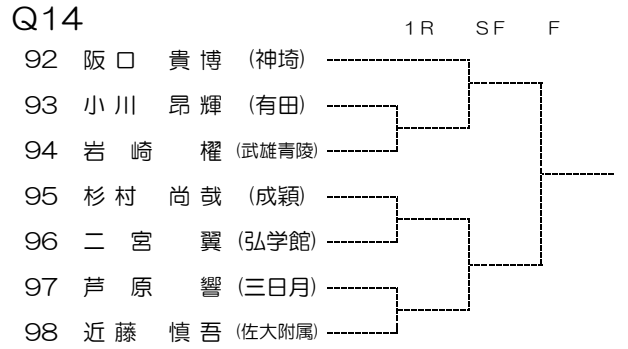 Q14
1R SF F
92 阪口 貴博 (神埼)
93 小川 昂輝 (有田)
94 岩崎 櫂 (武雄青陵)
95 杉村 尚哉 (成穎)
96 二宮 翼 (弘学館)
97 芦原 響 (三日月)
98 近藤 慎吾 (佐大附属)